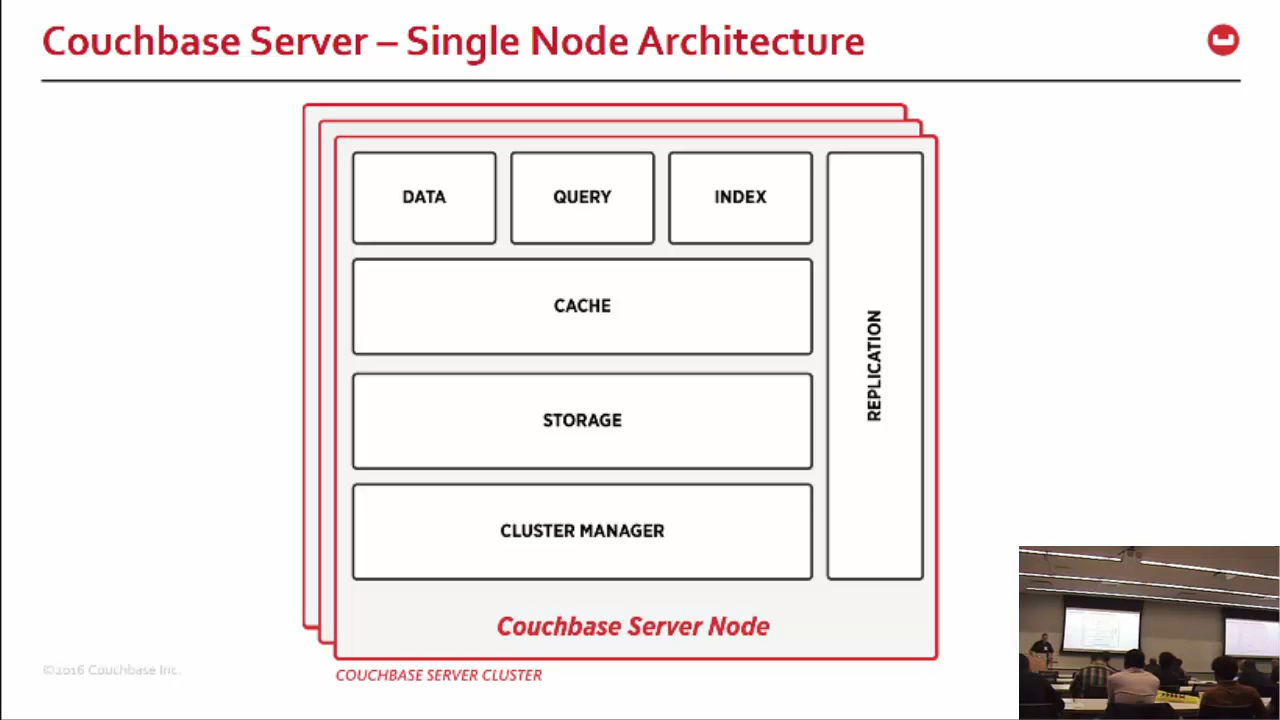 Couchbase Server – Single Node Architecture
DATA
QUERY
INDEX
CACHE
STORAGE
CLUSTER MANAGER
REPLICATION
Couchbase Server Node
COUCHBASE SERVER CLUSTER
©2016 Couchbase Inc.